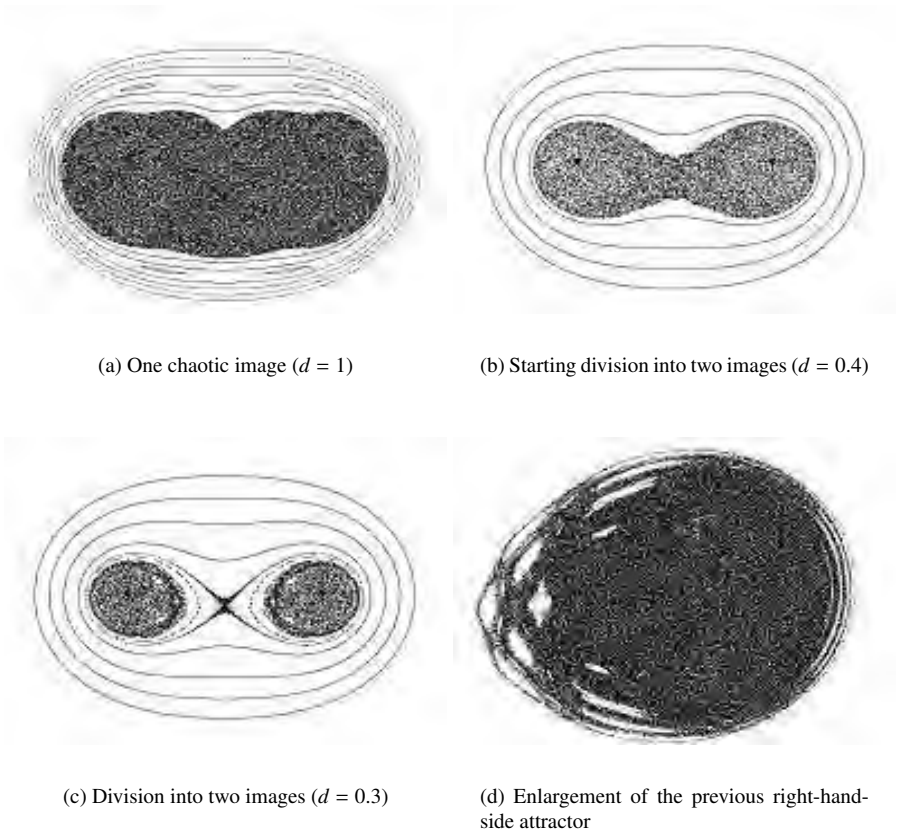 (a) One chaotic image (d = 1)
(b) Starting division into two images (d = 0.4)
(c) Division into two images (d = 0.3)
(d) Enlargement of the previous right-hand-
side attractor